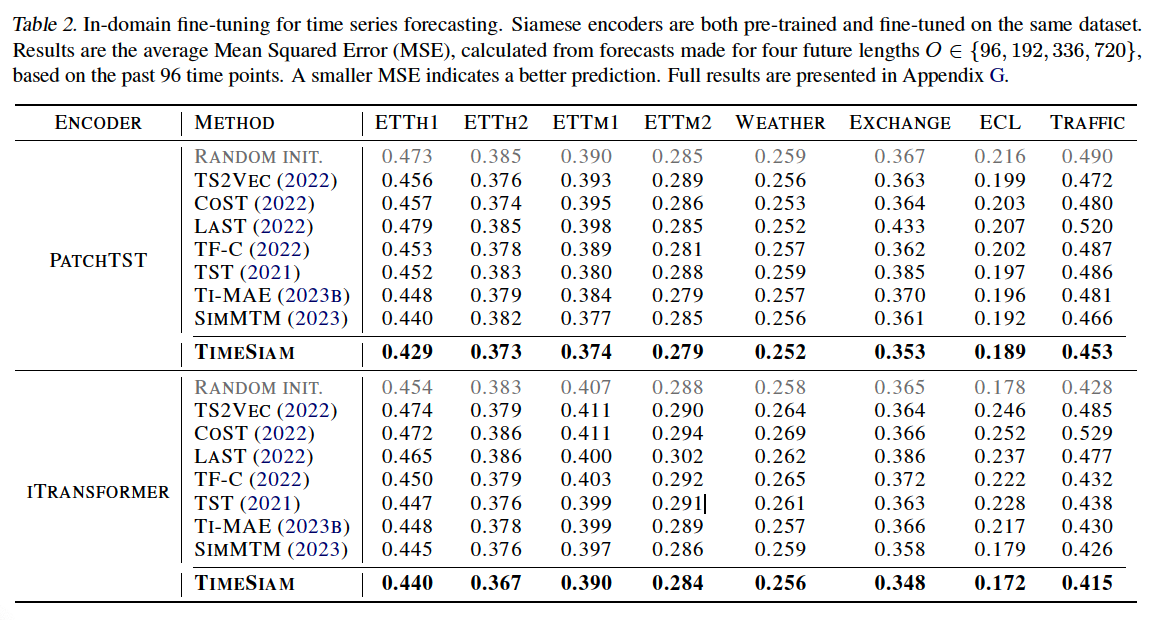 Table 2. In-domain fine-tuning for time series forecasting. Siamese encoders are both pre-trained and fine-tuned on the same dataset.
Results are the average Mean Squared Error (MSE), calculated from forecasts made for four future lengths O ∈ {96, 192, 336, 720},
based on the past 96 time points. A smaller MSE indicates a better prediction. Full results are presented in Appendix G.
ENCODER METHOD ETTH1 ETTH2 ETTM1 ETTM2 WEATHER EXCHANGE ECL TRAFFIC
RANDOM INIT. 0.473 0.385 0.390 0.285 0.259 0.367 0.216 0.490
TS2VEC (2022) 0.456 0.376 0.393 0.289 0.256 0.363 0.199 0.472
COST (2022) 0.457 0.374 0.395 0.286 0.253 0.364 0.203 0.480
LAST (2022) 0.479 0.385 0.398 0.285 0.252 0.433 0.207 0.520
TF-C (2022) 0.453 0.378 0.389 0.281 0.257 0.362 0.202 0.487
PATCHTST
TST (2021) 0.452 0.383 0.380 0.288 0.259 0.385 0.197 0.486
TI-MAE (2023B) 0.448 0.379 0.384 0.279 0.257 0.370 0.196 0.481
SIMMTM (2023) 0.440 0.382 0.377 0.285 0.256 0.361 0.192 0.466
TIMESIAM 0.429 0.373 0.374 0.279 0.252 0.353 0.189 0.453
RANDOM INIT. 0.454 0.383 0.407 0.288 0.258 0.365 0.178 0.428
TS2VEC (2022) 0.474 0.379 0.411 0.290 0.264 0.364 0.246 0.485
COST (2022) 0.472 0.386 0.411 0.294 0.269 0.366 0.252 0.529
LAST (2022) 0.465 0.386 0.400 0.302 0.262 0.386 0.237 0.477
TF-C (2022) 0.450 0.379 0.403 0.292 0.265 0.372 0.222 0.432
ITRANSFORMER
TST (2021) 0.447 0.376 0.399 0.291 0.261 0.363 0.228 0.438
TI-MAE (2023B) 0.448 0.378 0.399 0.289 0.257 0.366 0.217 0.430
SIMMTM (2023) 0.445 0.376 0.397 0.286 0.259 0.358 0.179 0.426
TIMESIAM 0.440 0.367 0.390 0.284 0.256 0.348 0.172 0.415